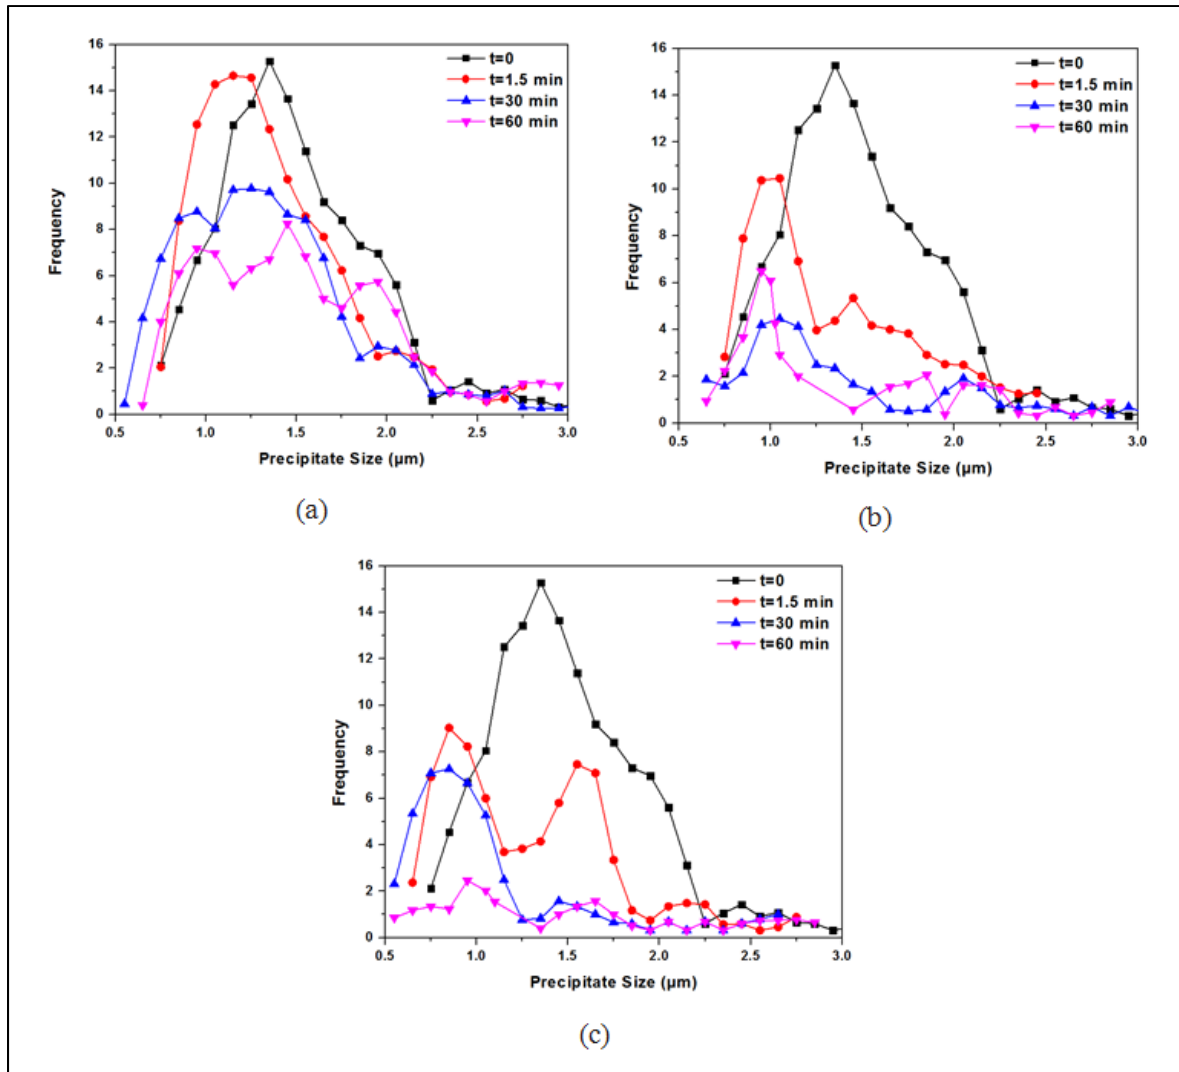 t=0
t=1.5 min
t=30 min
t=60 min
16
14
12
10
8
6
4
2
0
Frequency
0.5 1.0 1.5 2.0 2.5 3.0
Precipitate Size (µm)
(a)
t=0
t=1.5 min
t=30 min
t=60 min
16
14
12
10
8
6
4
2
0
Frequency
0.5 1.0 1.5 2.0 2.5 3.0
Precipitate Size (µm)
(b)
t=0
t=1.5 min
t=30 min
t=60 min
16
14
12
10
8
6
4
2
0
Frequency
0.5 1.0 1.5 2.0 2.5 3.0
Precipitate Size (µm)
(c)